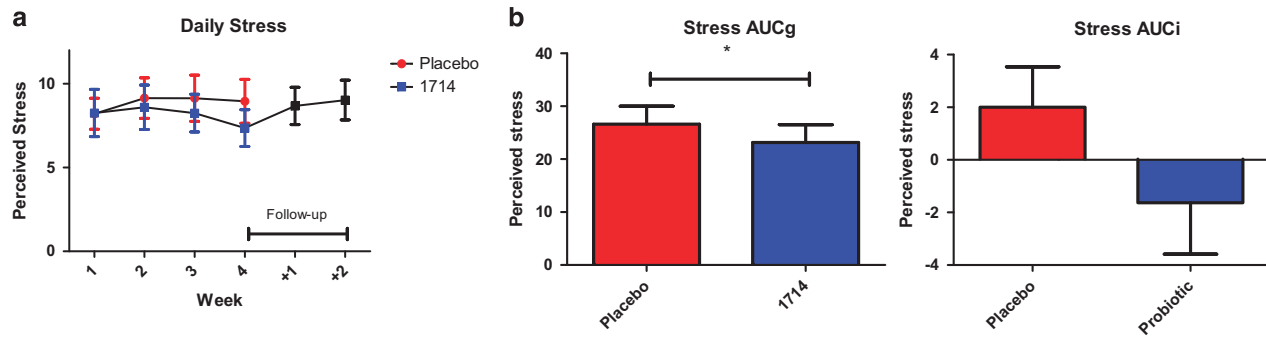 a
Daily Stress
Perceived Stress
10
5
0
Placebo
1714
Follow-up
1
2
3
4
+1
+2
Week
b
Stress AUCg
*
Perceived stress
40
30
20
10
0
Placebo
1714
Stress AUCi
Perceived stress
4
2
0
-2
-4
Placebo
Probiotic